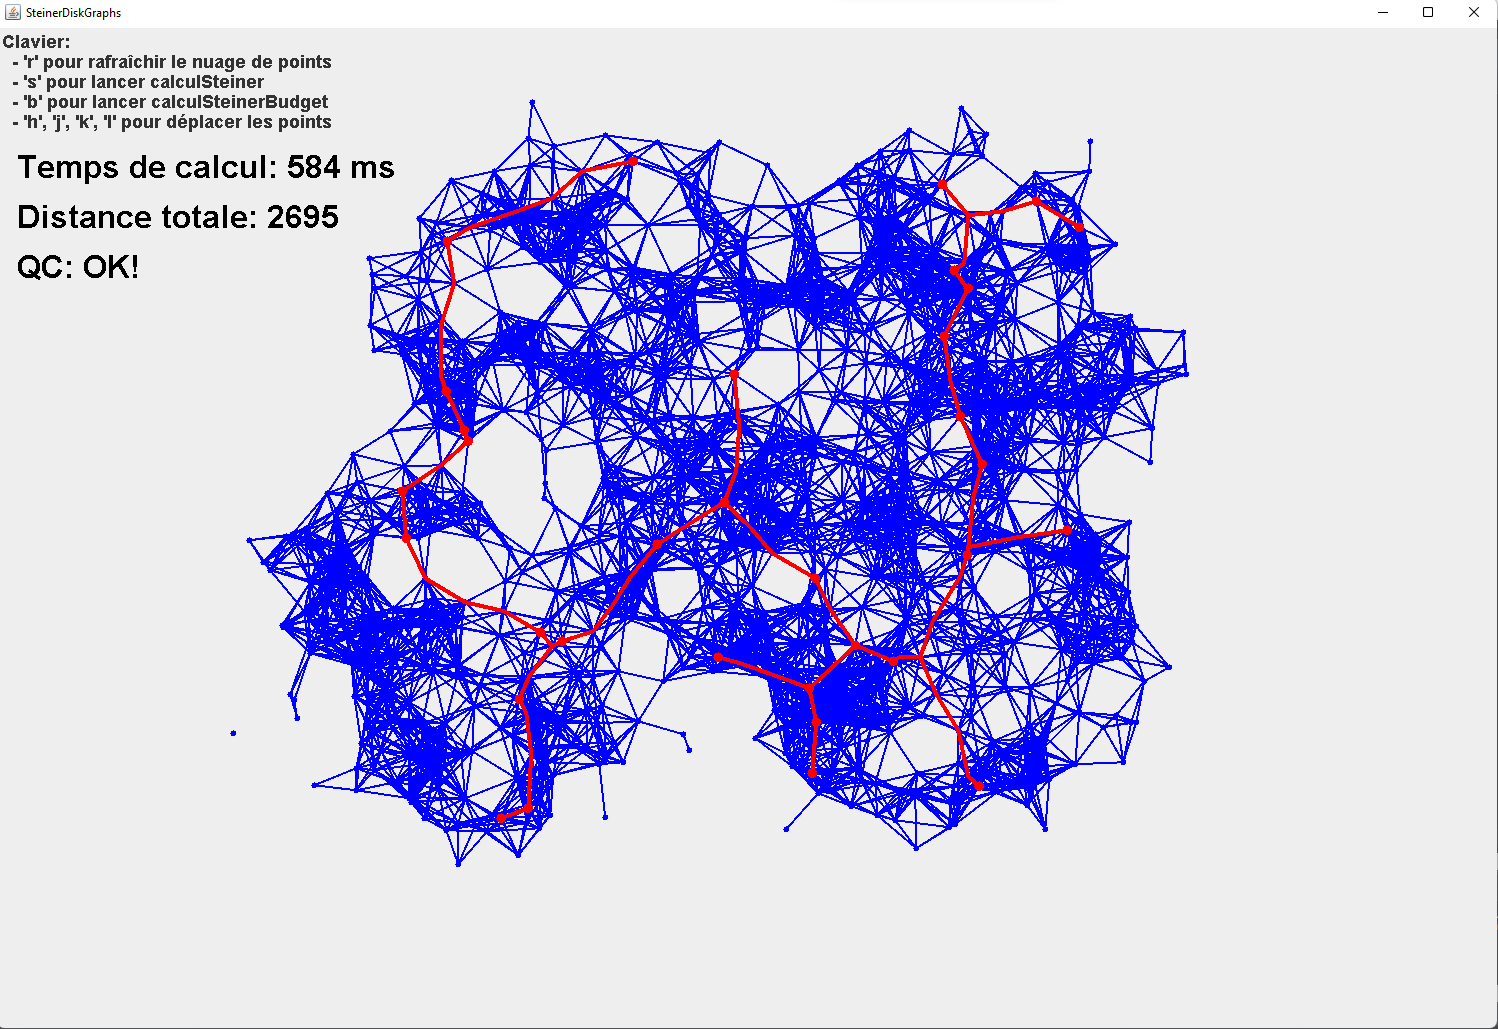 SteinerDiskGraphs
Clavier:
- 'r' pour rafraîchir le nuage de points
- 's' pour lancer calculSteiner
- 'b' pour lancer calculSteinerBudget
- 'h', 'j', 'k', 'l' pour déplacer les points
Temps de calcul: 584 ms
Distance totale: 2695
QC: OK!